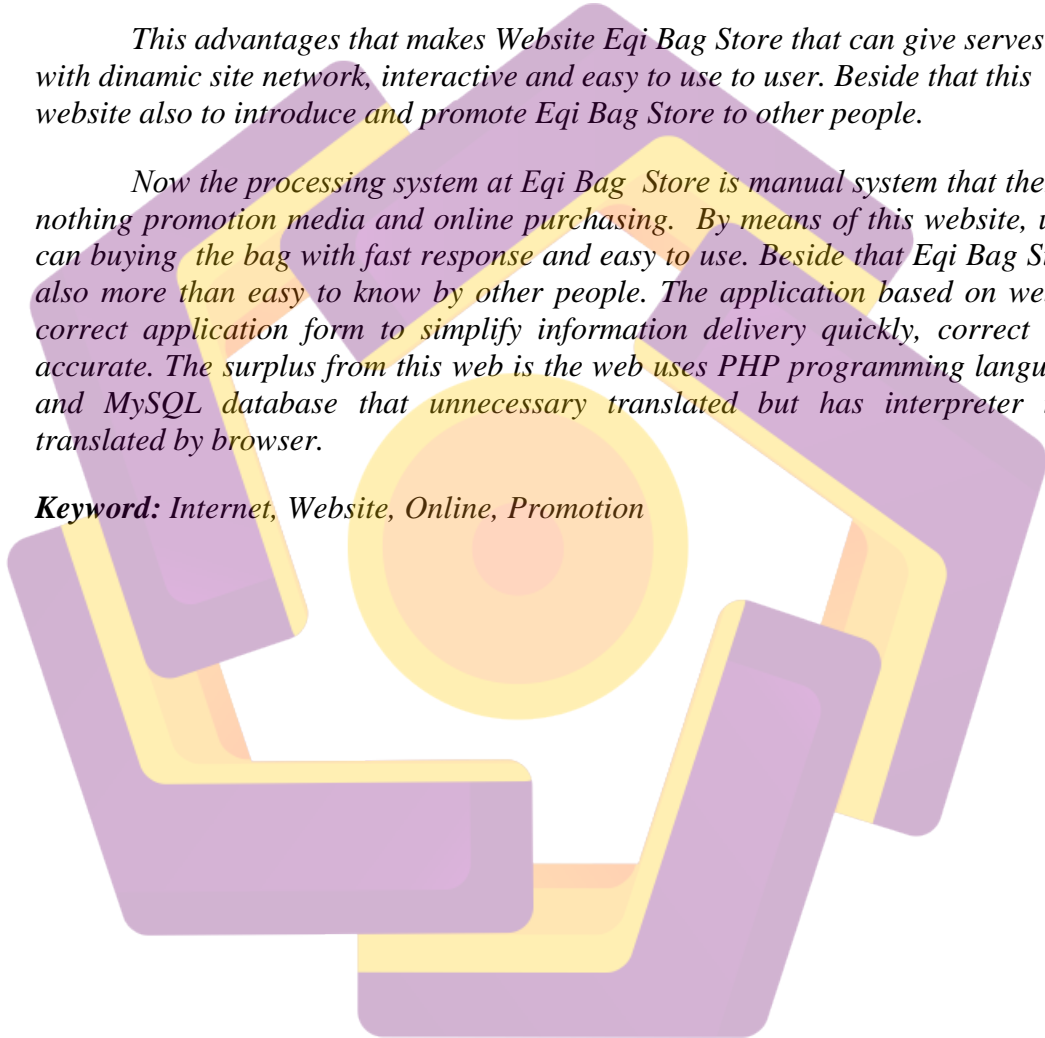 This advantages that makes Website Eqi Bag Store that can give serves
with dinamic site network, interactive and easy to use to user. Beside that this
website also to introduce and promote Eqi Bag Store to other people.
Now the processing system at Eqi Bag Store is manual system that the
nothing promotion media and online purchasing. By means of this website,
can buying the bag with fast response and easy to use. Beside that Eqi Bag
also more than easy to know by other people. The application based on
correct application form to simplify information delivery quickly, correct
accurate. The surplus from this web is the web uses PHP programming
and MySQL database that unnecessary translated but has interpreter
translated by browser.
Keyword: Internet, Website, Online, Promotion